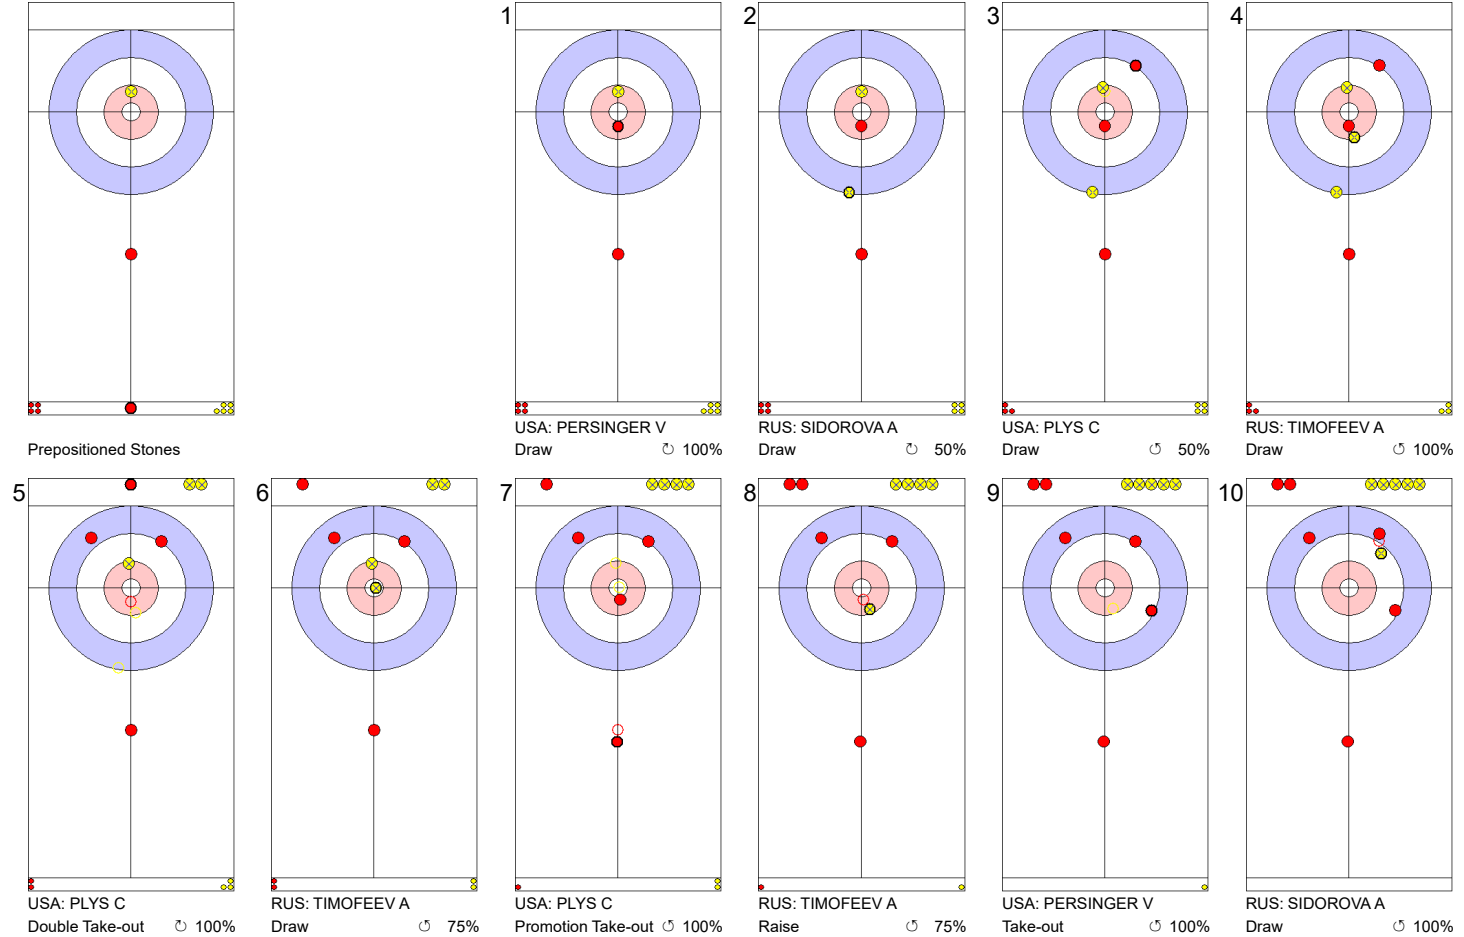 1
2
3
4
Prepositioned Stones
USA: PERSINGER V
Draw ↻ 100%
RUS: SIDOROVA A
Draw ↻ 50%
USA: PLYS C
Draw ↺ 50%
RUS: TIMOFEEV A
Draw ↺ 100%
5
6
7
8
9
10
USA: PLYS C
Double Take-out ↻ 100%
RUS: TIMOFEEV A
Draw ↺ 75%
USA: PLYS C
Promotion Take-out ↺ 100%
RUS: TIMOFEEV A
Raise ↺ 75%
USA: PERSINGER V
Take-out ↺ 100%
RUS: SIDOROVA A
Draw ↺ 100%